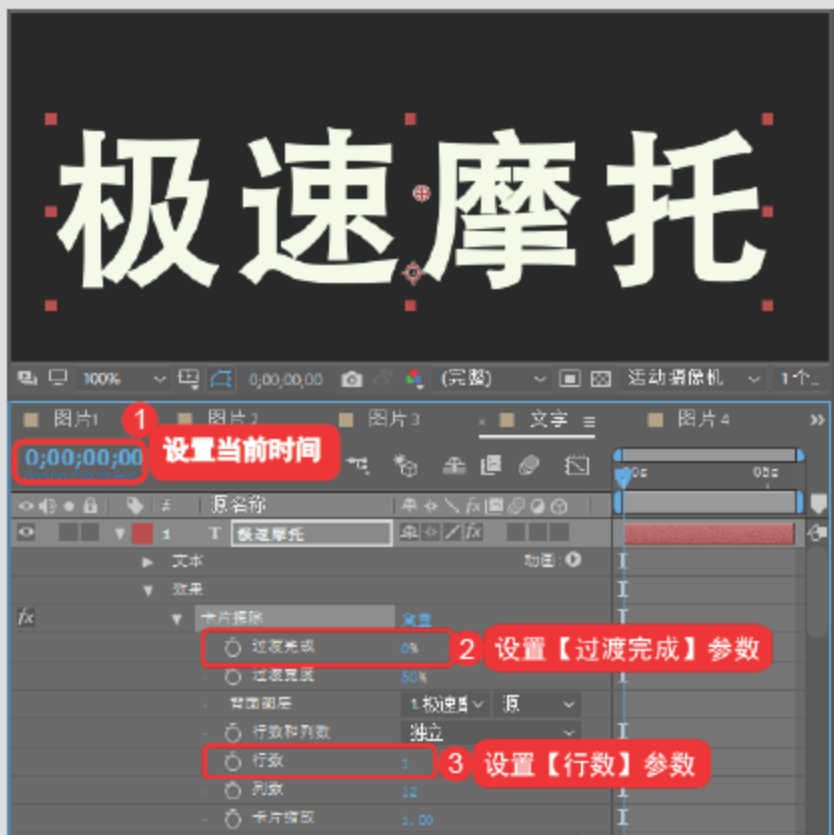 极速摩托
100% 0;00;00;00 (完整) 活动摄像机 1个...
图片1 图片2 图片3 × 文字 图片4 »
1 设置当前时间
0;00;00;00
00s 05s
# 源名称
1 T 极速摩托
文本 动画:
效果
fx 卡片擦除 重置
过渡完成 0%
2 设置【过渡完成】参数
过渡宽度 50%
背面图层 1.极速摩 源
行数和列数 独立
行数 1
3 设置【行数】参数
列数 12
卡片缩放 1.00